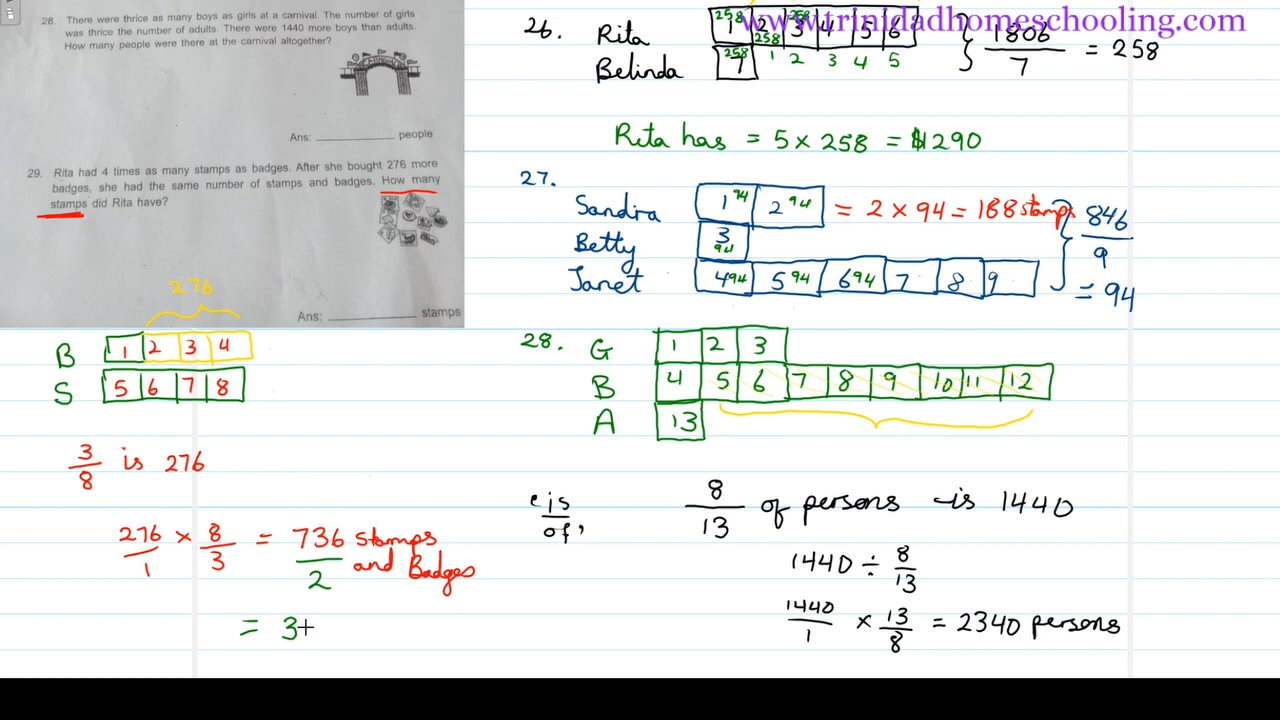 www.trinidadhomeschooling.com
28. There were thrice as many boys as girls at a carnival. The number of girls
was thrice the number of adults. There were 1440 more boys than adults.
How many people were there at the carnival altogether?
Ans: ____________ people
29. Rita had 4 times as many stamps as badges. After she bought 276 more
badges, she had the same number of stamps and badges. How many
stamps did Rita have?
Ans: ____________ stamps
276
B 1 2 3 4
S 5 6 7 8
3/8 is 276
276/1 × 8/3 = 736/2 stamps and Badges
= 3
26. Rita 1 258 2 258 3 258 4 5 6
Belinda 258 7 1 2 3 4 5
} 1806/7 = 258
Rita has = 5 × 258 = $1290
27.
Sandra 1 94 2 94 = 2 × 94 = 188 stamps
Betty 3 94
Janet 4 94 5 94 6 94 7 8 9
} 846/9
= 94
28. G 1 2 3
B 4 5 6 7 8 9 10 11 12
A 13
is/of, 8/13 of persons is 1440
1440 ÷ 8/13
1440/1 × 13/8 = 2340 persons